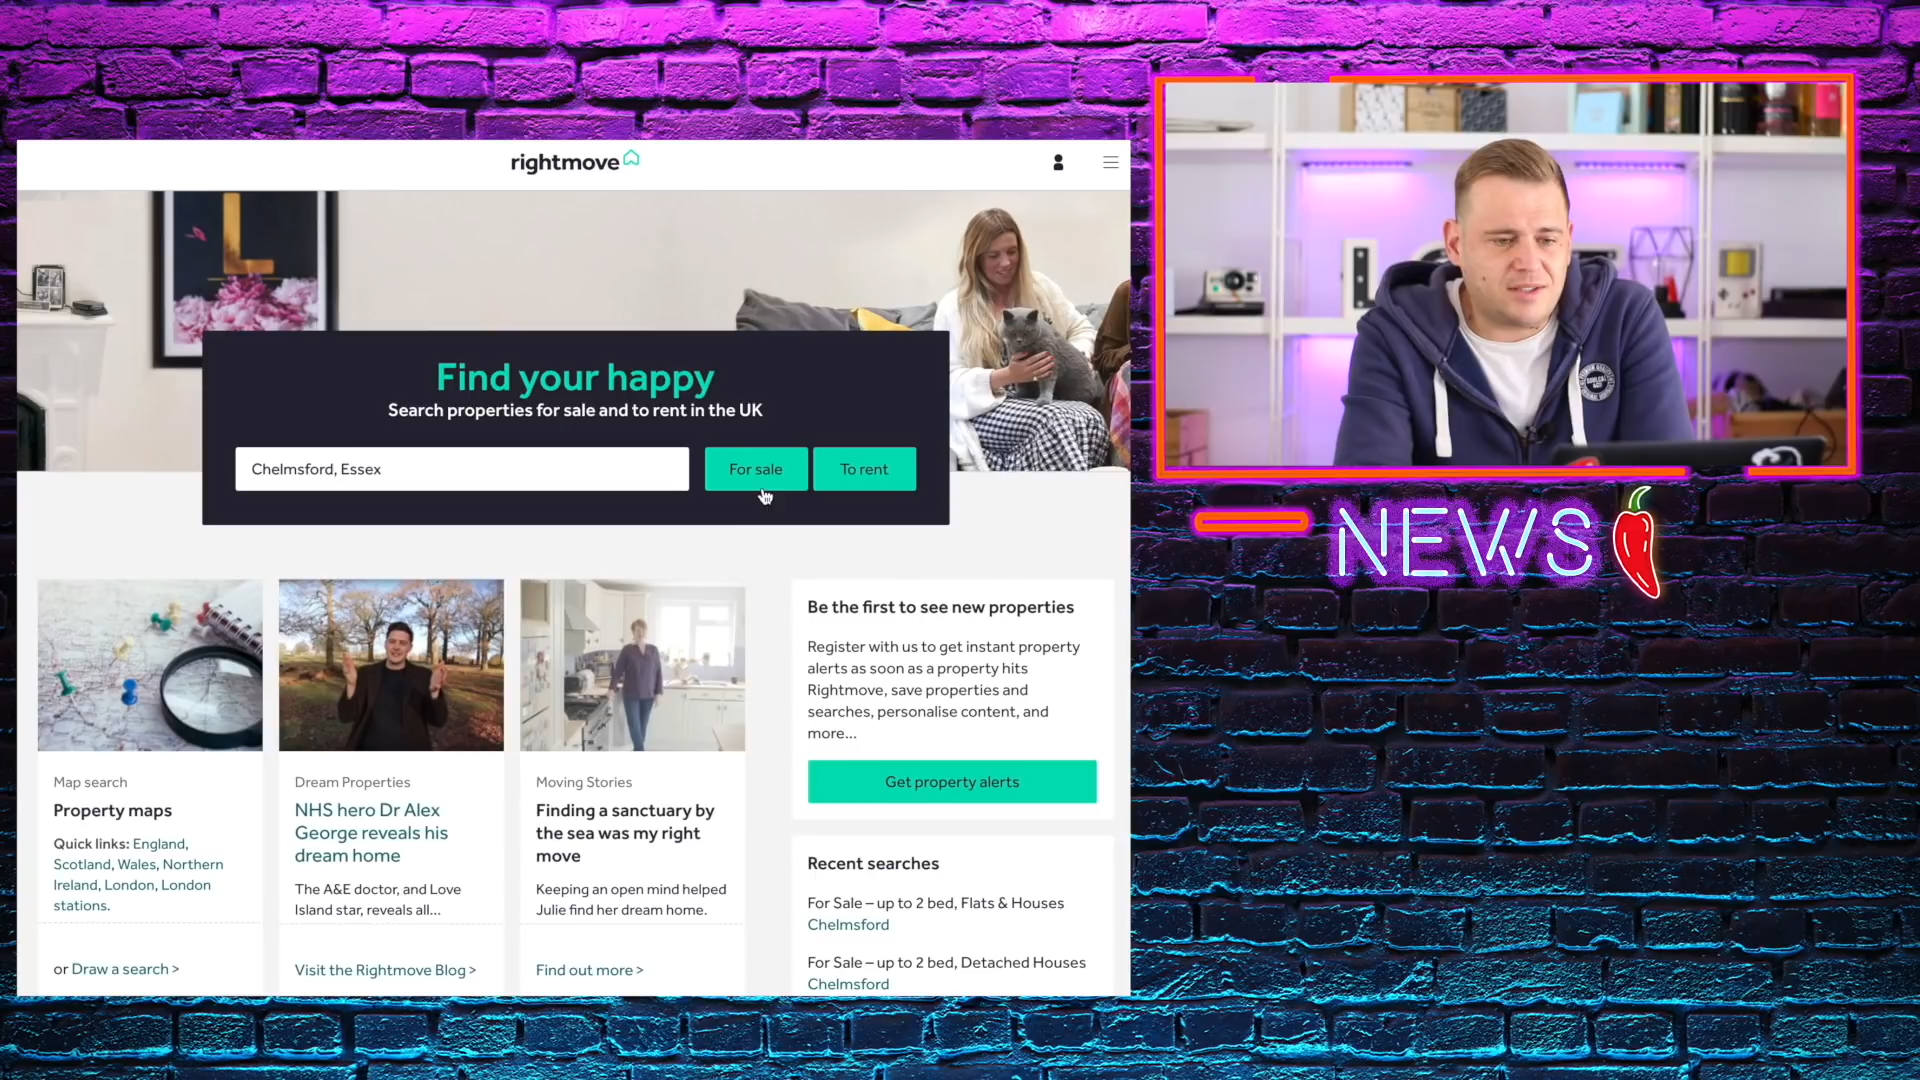 rightmove
L
Find your happy
Search properties for sale and to rent in the UK
Chelmsford, Essex
For sale
To rent
NEWS
Map search
Property maps
Quick links: England,
Scotland, Wales, Northern
Ireland, London, London
stations.
or Draw a search >
Dream Properties
NHS hero Dr Alex
George reveals his
dream home
The A&E doctor, and Love
Island star, reveals all...
Visit the Rightmove Blog >
Moving Stories
Finding a sanctuary by
the sea was my right
move
Keeping an open mind helped
Julie find her dream home.
Find out more >
Be the first to see new properties
Register with us to get instant property
alerts as soon as a property hits
Rightmove, save properties and
searches, personalise content, and
more...
Get property alerts
Recent searches
For Sale – up to 2 bed, Flats & Houses
Chelmsford
For Sale – up to 2 bed, Detached Houses
Chelmsford